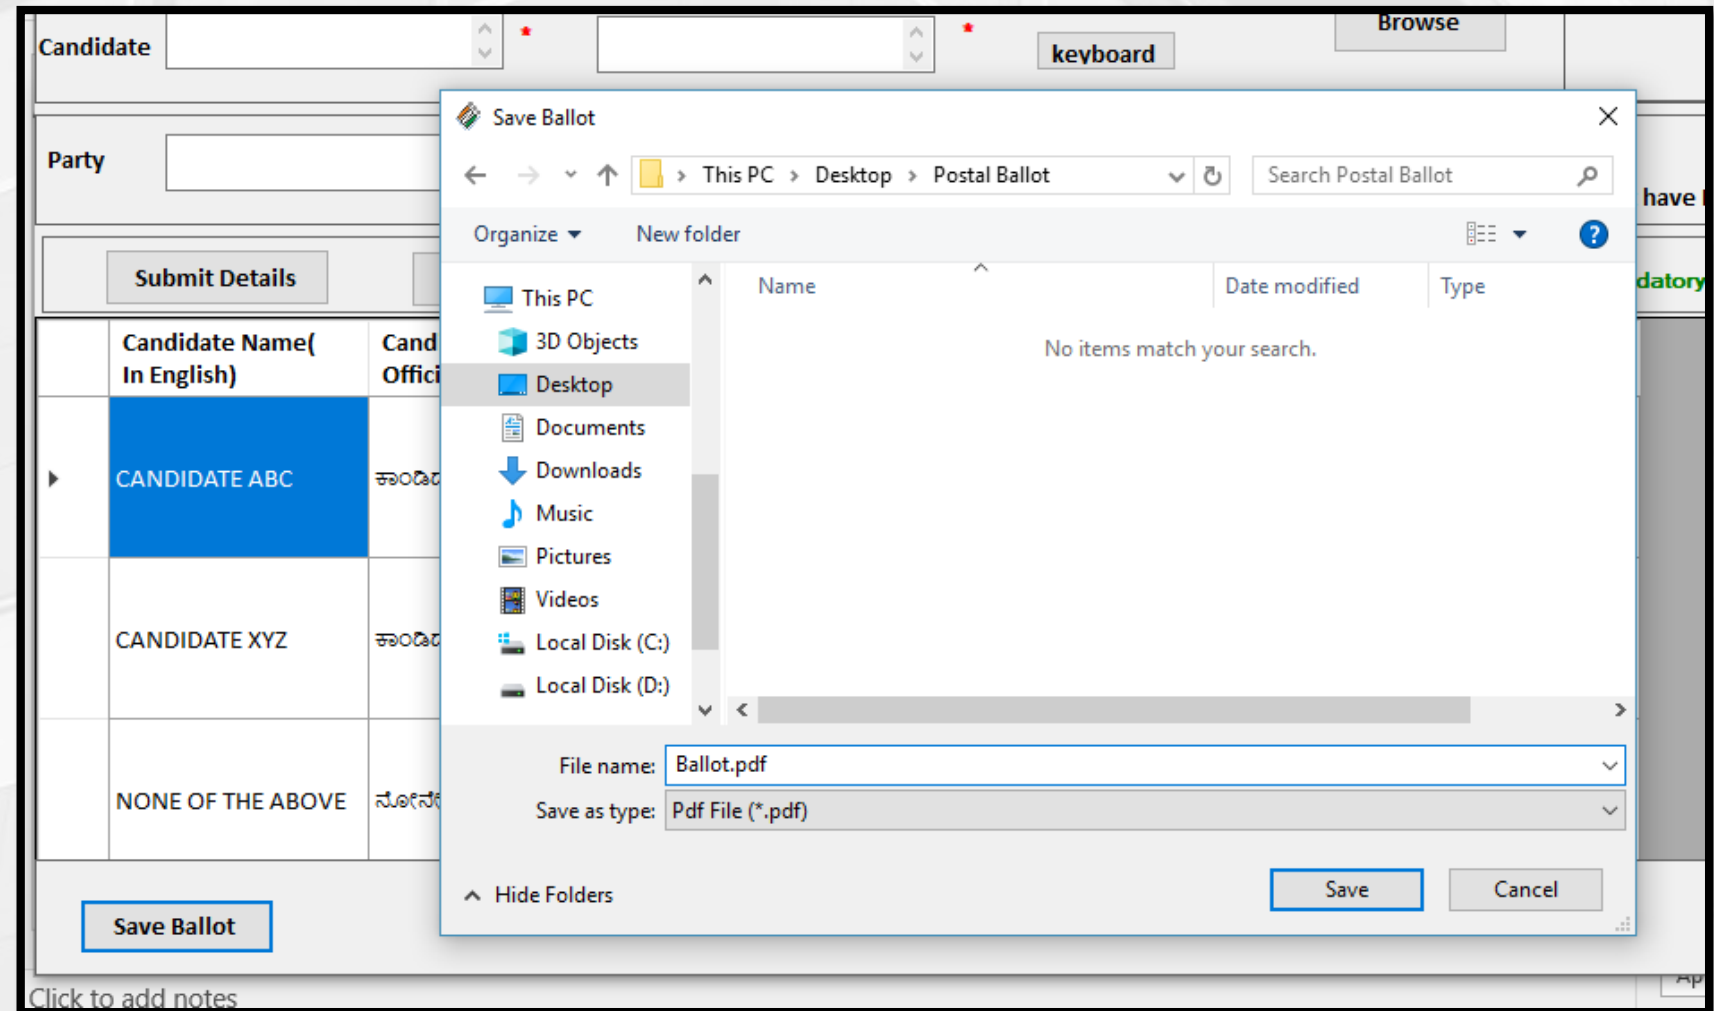 Candidate
keyboard
Browse
Party
Save Ballot
This PC > Desktop > Postal Ballot
Search Postal Ballot
Organize
New folder
have
Submit Details
datory
This PC
3D Objects
Desktop
Documents
Downloads
Music
Pictures
Videos
Local Disk (C:)
Local Disk (D:)
Name
Date modified
Type
No items match your search.
Candidate Name(
In English)
Cand
Offici
CANDIDATE ABC
CANDIDATE XYZ
NONE OF THE ABOVE
File name: Ballot.pdf
Save as type: Pdf File (*.pdf)
Hide Folders
Save
Cancel
Save Ballot
Click to add notes